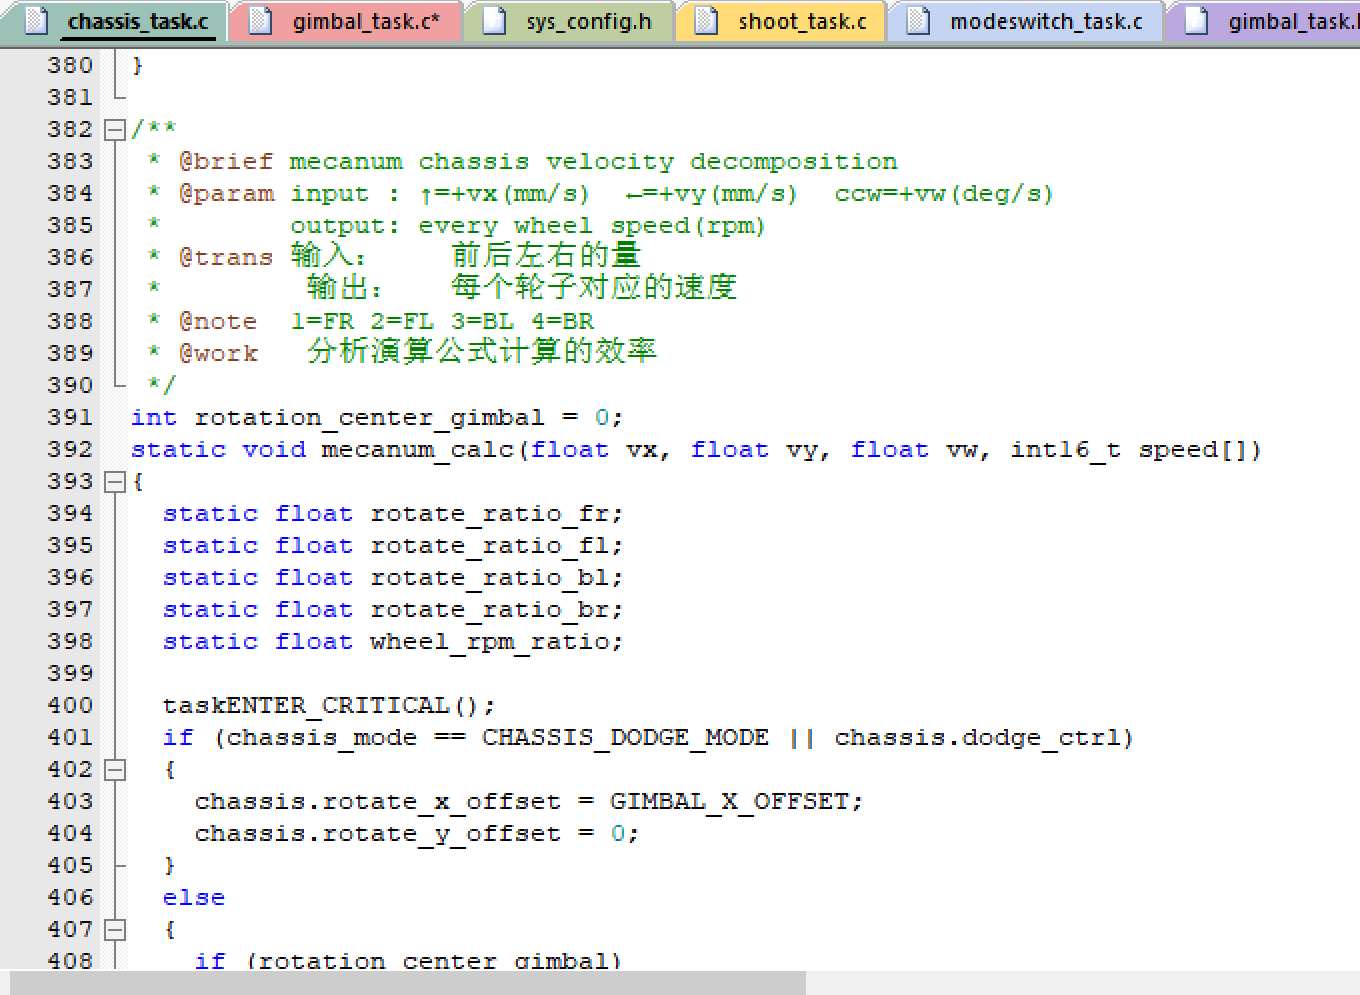 chassis_task.c gimbal_task.c* sys_config.h shoot_task.c modeswitch_task.c gimbal_task.l
380 }
381
382 /**
383 * @brief mecanum chassis velocity decomposition
384 * @param input : ↑=+vx(mm/s) ←=+vy(mm/s) ccw=+vw(deg/s)
385 * output: every wheel speed(rpm)
386 * @trans 输入： 前后左右的量
387 * 输出： 每个轮子对应的速度
388 * @note 1=FR 2=FL 3=BL 4=BR
389 * @work 分析演算公式计算的效率
390 */
391 int rotation_center_gimbal = 0;
392 static void mecanum_calc(float vx, float vy, float vw, int16_t speed[])
393 {
394 static float rotate_ratio_fr;
395 static float rotate_ratio_fl;
396 static float rotate_ratio_bl;
397 static float rotate_ratio_br;
398 static float wheel_rpm_ratio;
399
400 taskENTER_CRITICAL();
401 if (chassis_mode == CHASSIS_DODGE_MODE || chassis.dodge_ctrl)
402 {
403 chassis.rotate_x_offset = GIMBAL_X_OFFSET;
404 chassis.rotate_y_offset = 0;
405 }
406 else
407 {
408 if (rotation_center_gimbal)